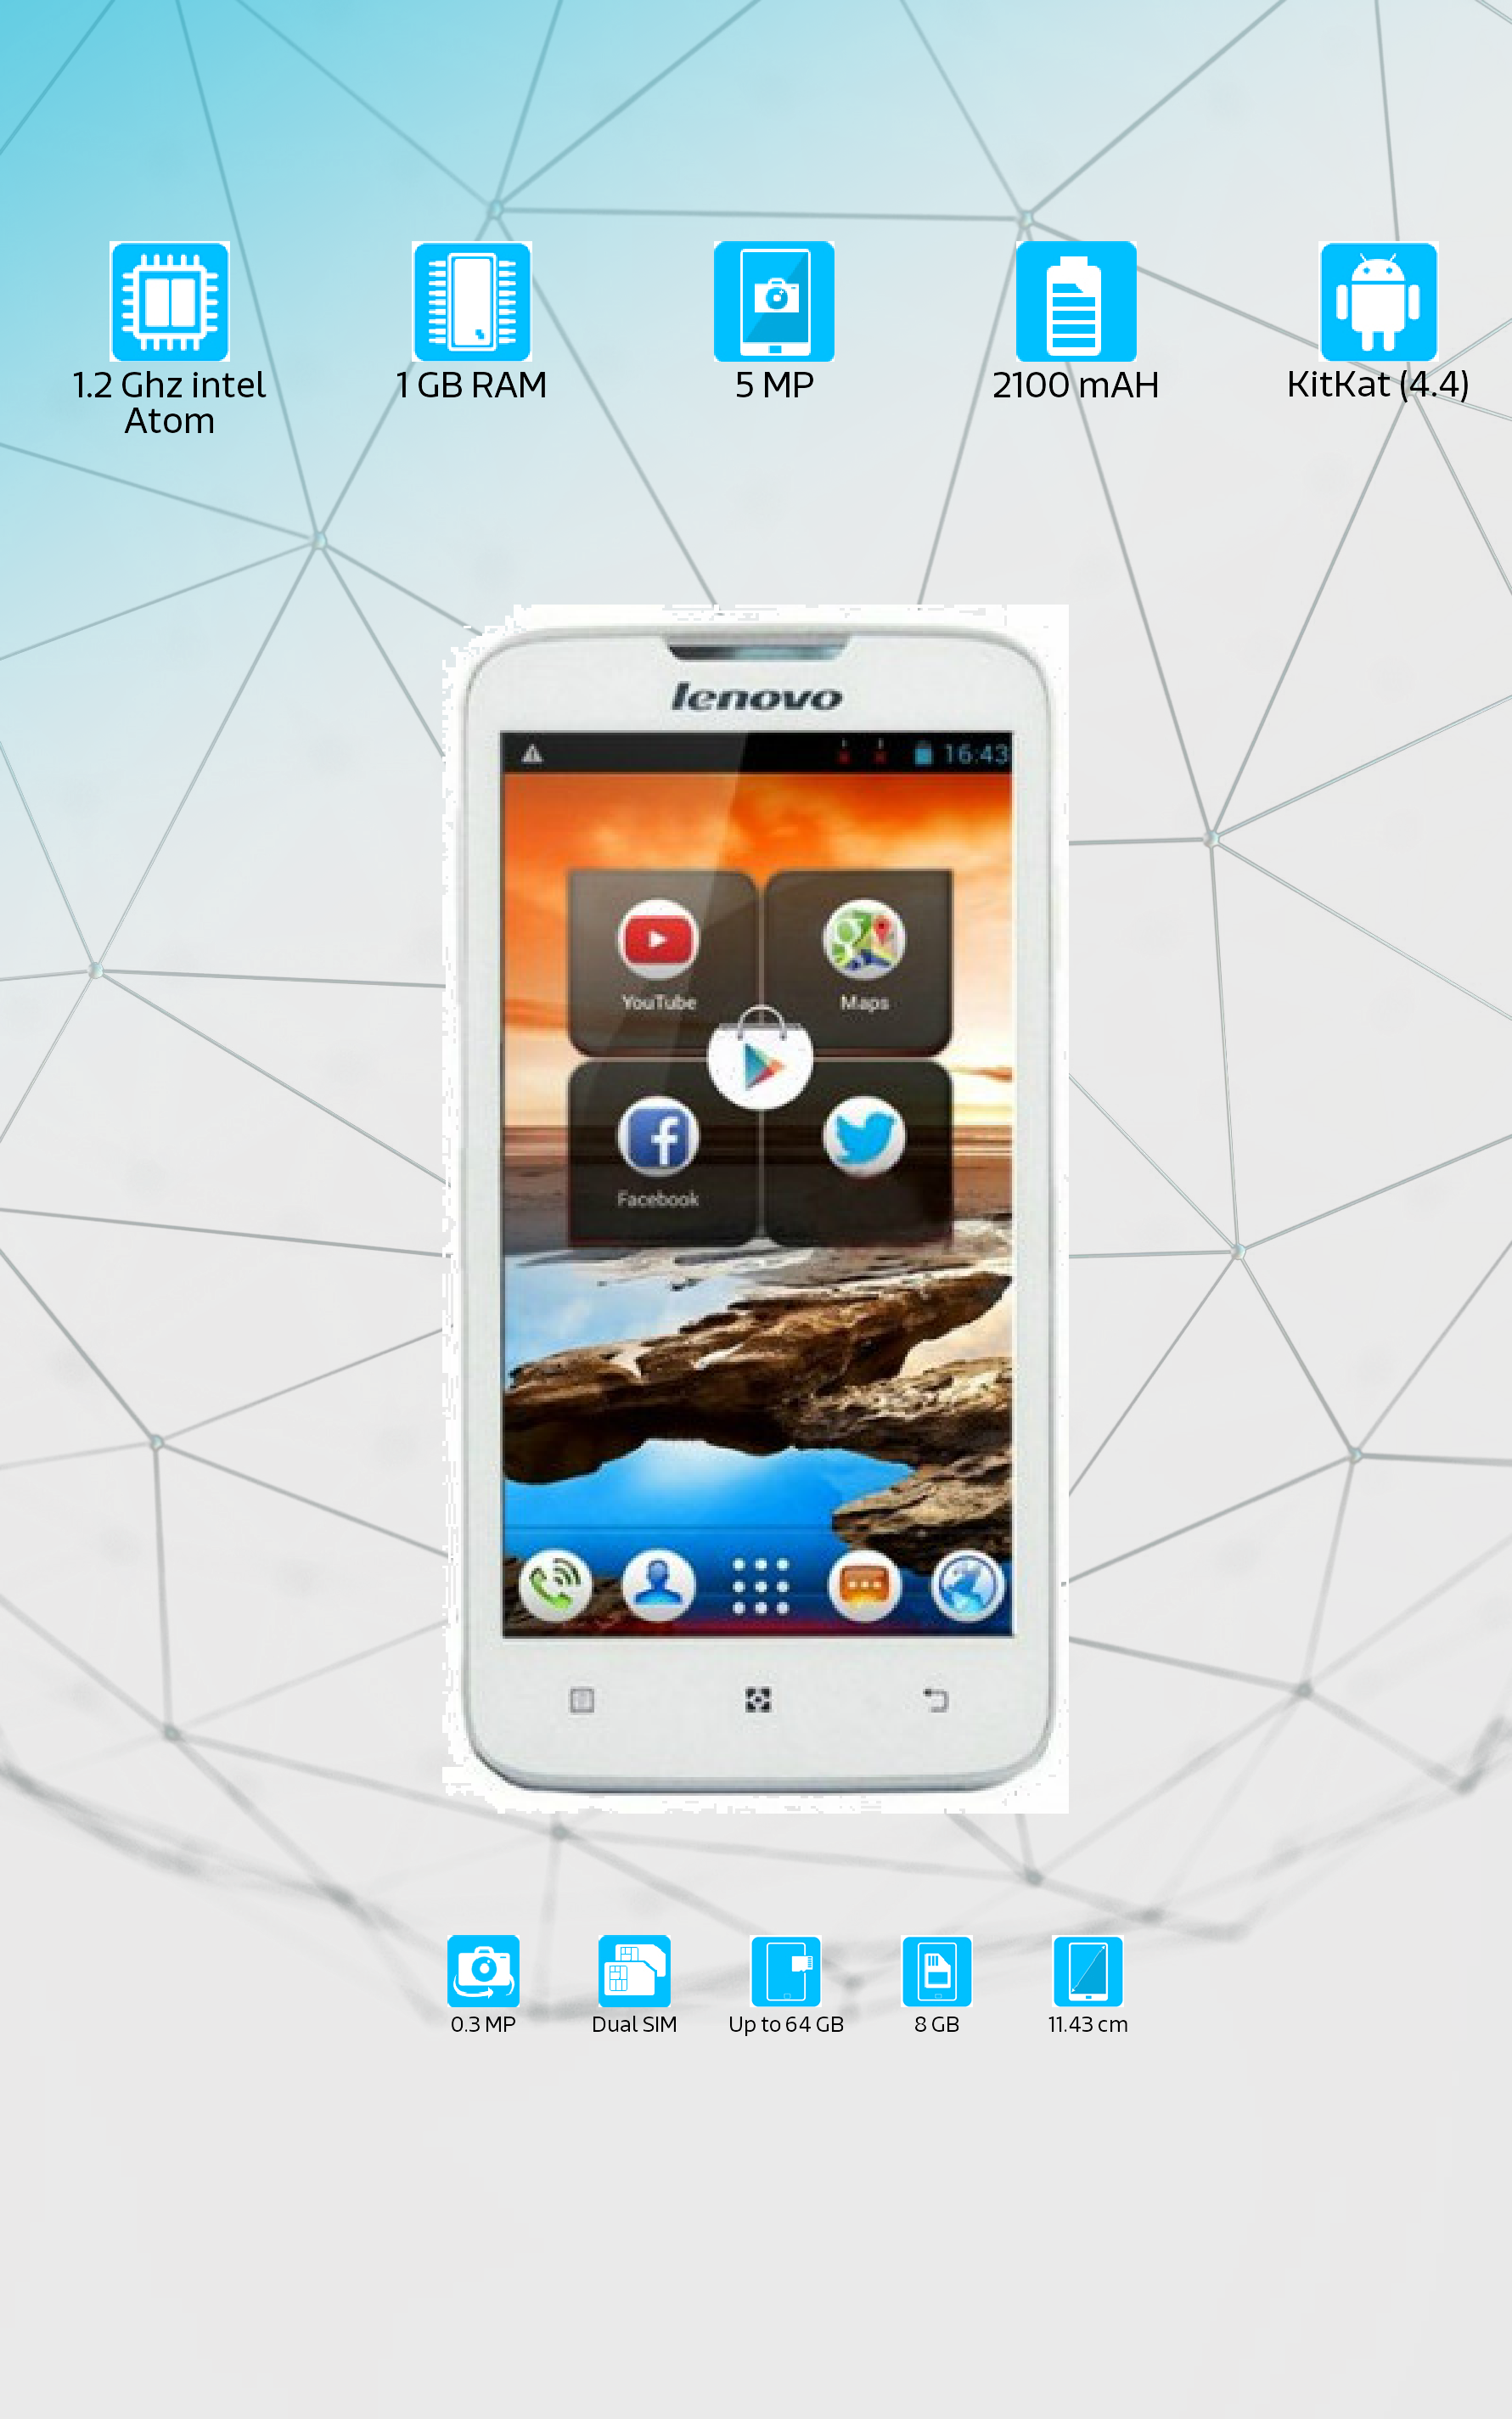 1.2 Ghz intel
Atom
1 GB RAM
5 MP
2100 mAH
KitKat (4.4)
lenovo
16:43
YouTube
Maps
Facebook
0.3 MP
Dual SIM
Up to 64 GB
8 GB
11.43 cm